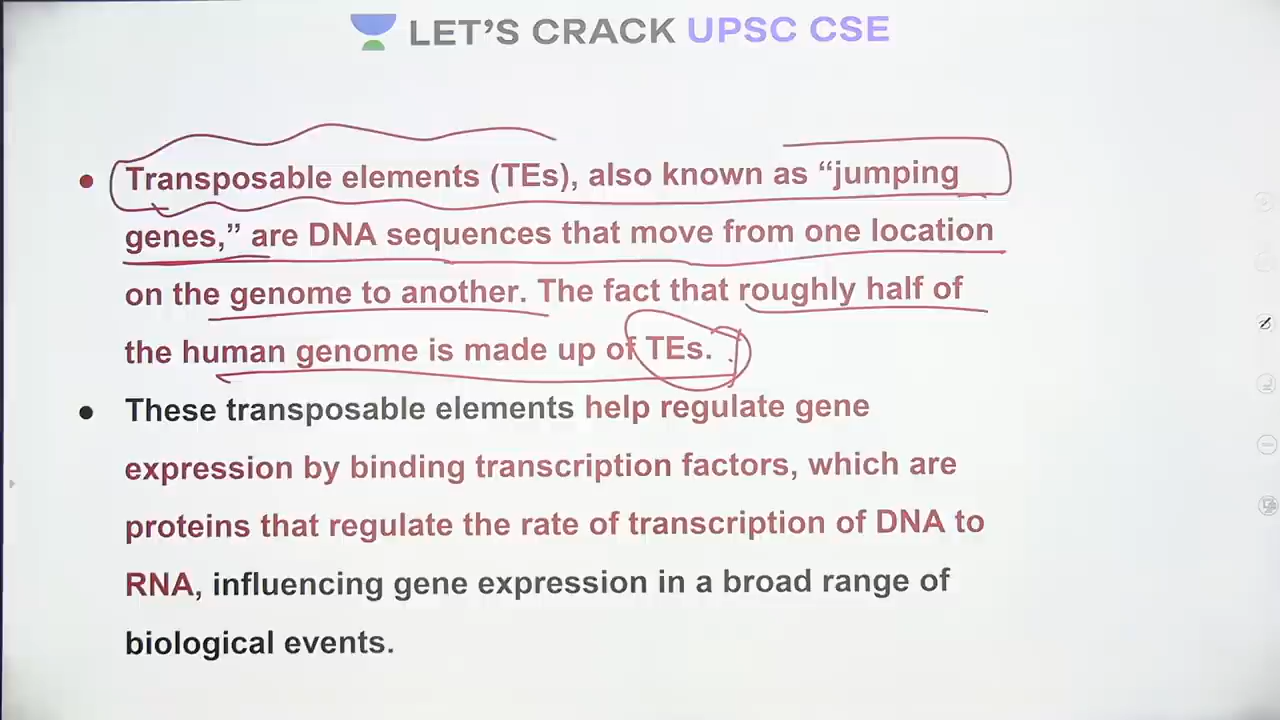 LET'S CRACK UPSC CSE
• Transposable elements (TEs), also known as “jumping
genes,” are DNA sequences that move from one location
on the genome to another. The fact that roughly half of
the human genome is made up of TEs.
• These transposable elements help regulate gene
expression by binding transcription factors, which are
proteins that regulate the rate of transcription of DNA to
RNA, influencing gene expression in a broad range of
biological events.